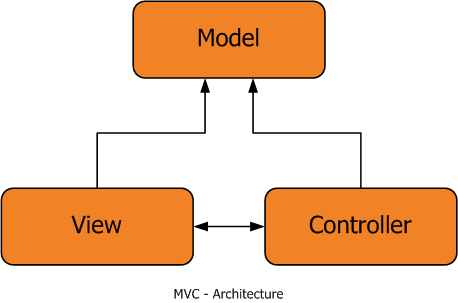 Model
View
Controller
MVC - Architecture